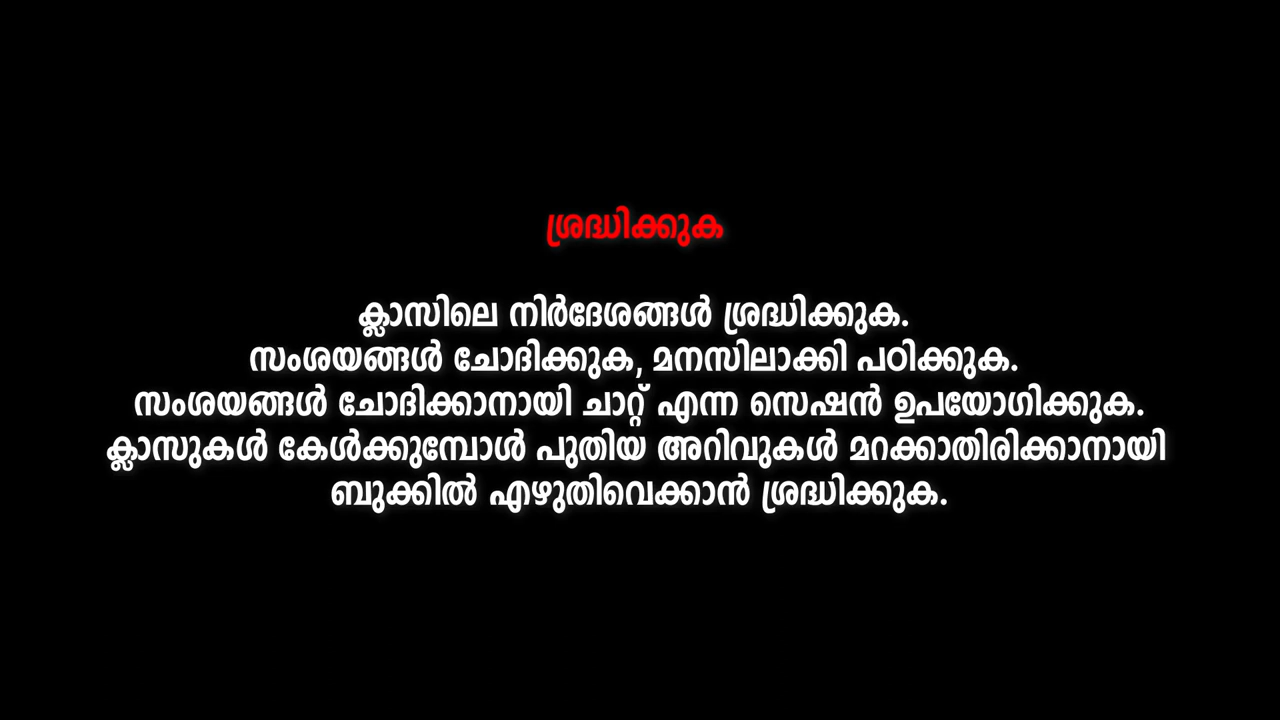 ശ്രദ്ധിക്കുക
ക്ലാസിലെ നിർദേശങ്ങൾ ശ്രദ്ധിക്കുക.
സംശയങ്ങൾ ചോദിക്കുക, മനസിലാക്കി പഠിക്കുക.
സംശയങ്ങൾ ചോദിക്കാനായി ചാറ്റ് എന്ന സെഷൻ ഉപയോഗിക്കുക.
ക്ലാസുകൾ കേൾക്കുമ്പോൾ പുതിയ അറിവുകൾ മറക്കാതിരിക്കാനായി
ബുക്കിൽ എഴുതിവെക്കാൻ ശ്രദ്ധിക്കുക.